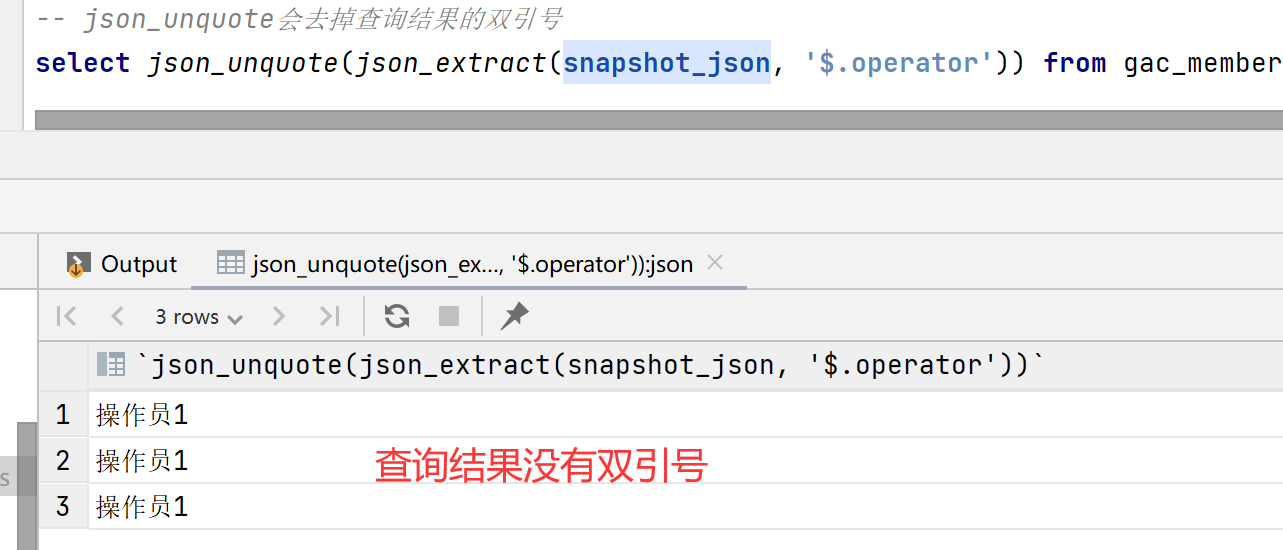 -- json_unquote会去掉查询结果的双引号
select json_unquote(json_extract(snapshot_json, '$.operator')) from gac_member
Output
json_unquote(json_ex..., '$.operator')):json
3 rows
`json_unquote(json_extract(snapshot_json, '$.operator'))`
1 操作员1
2 操作员1
查询结果没有双引号
s
3 操作员1